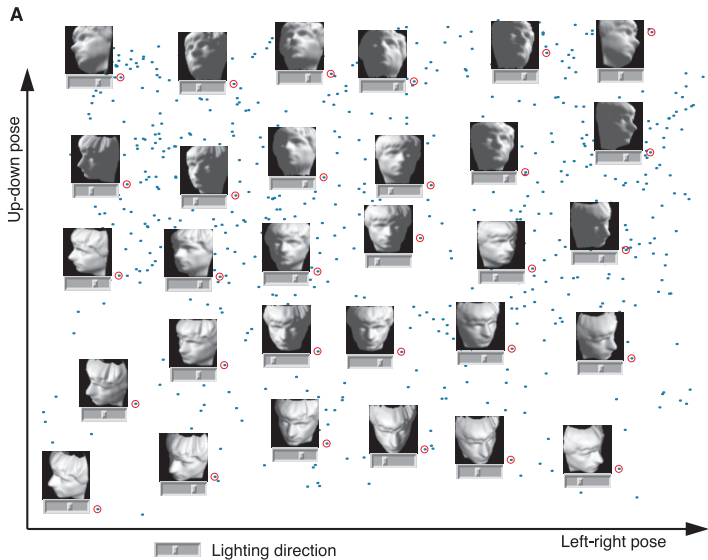 A
Up-down pose
Left-right pose
Lighting direction